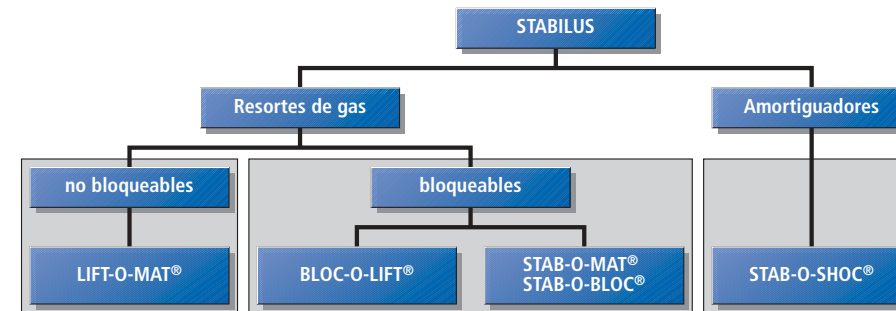 STABILUS
Resortes de gas
Amortiguadores
no bloqueables
bloqueables
LIFT-O-MAT®
BLOC-O-LIFT®
STAB-O-MAT®
STAB-O-BLOC®
STAB-O-SHOC®